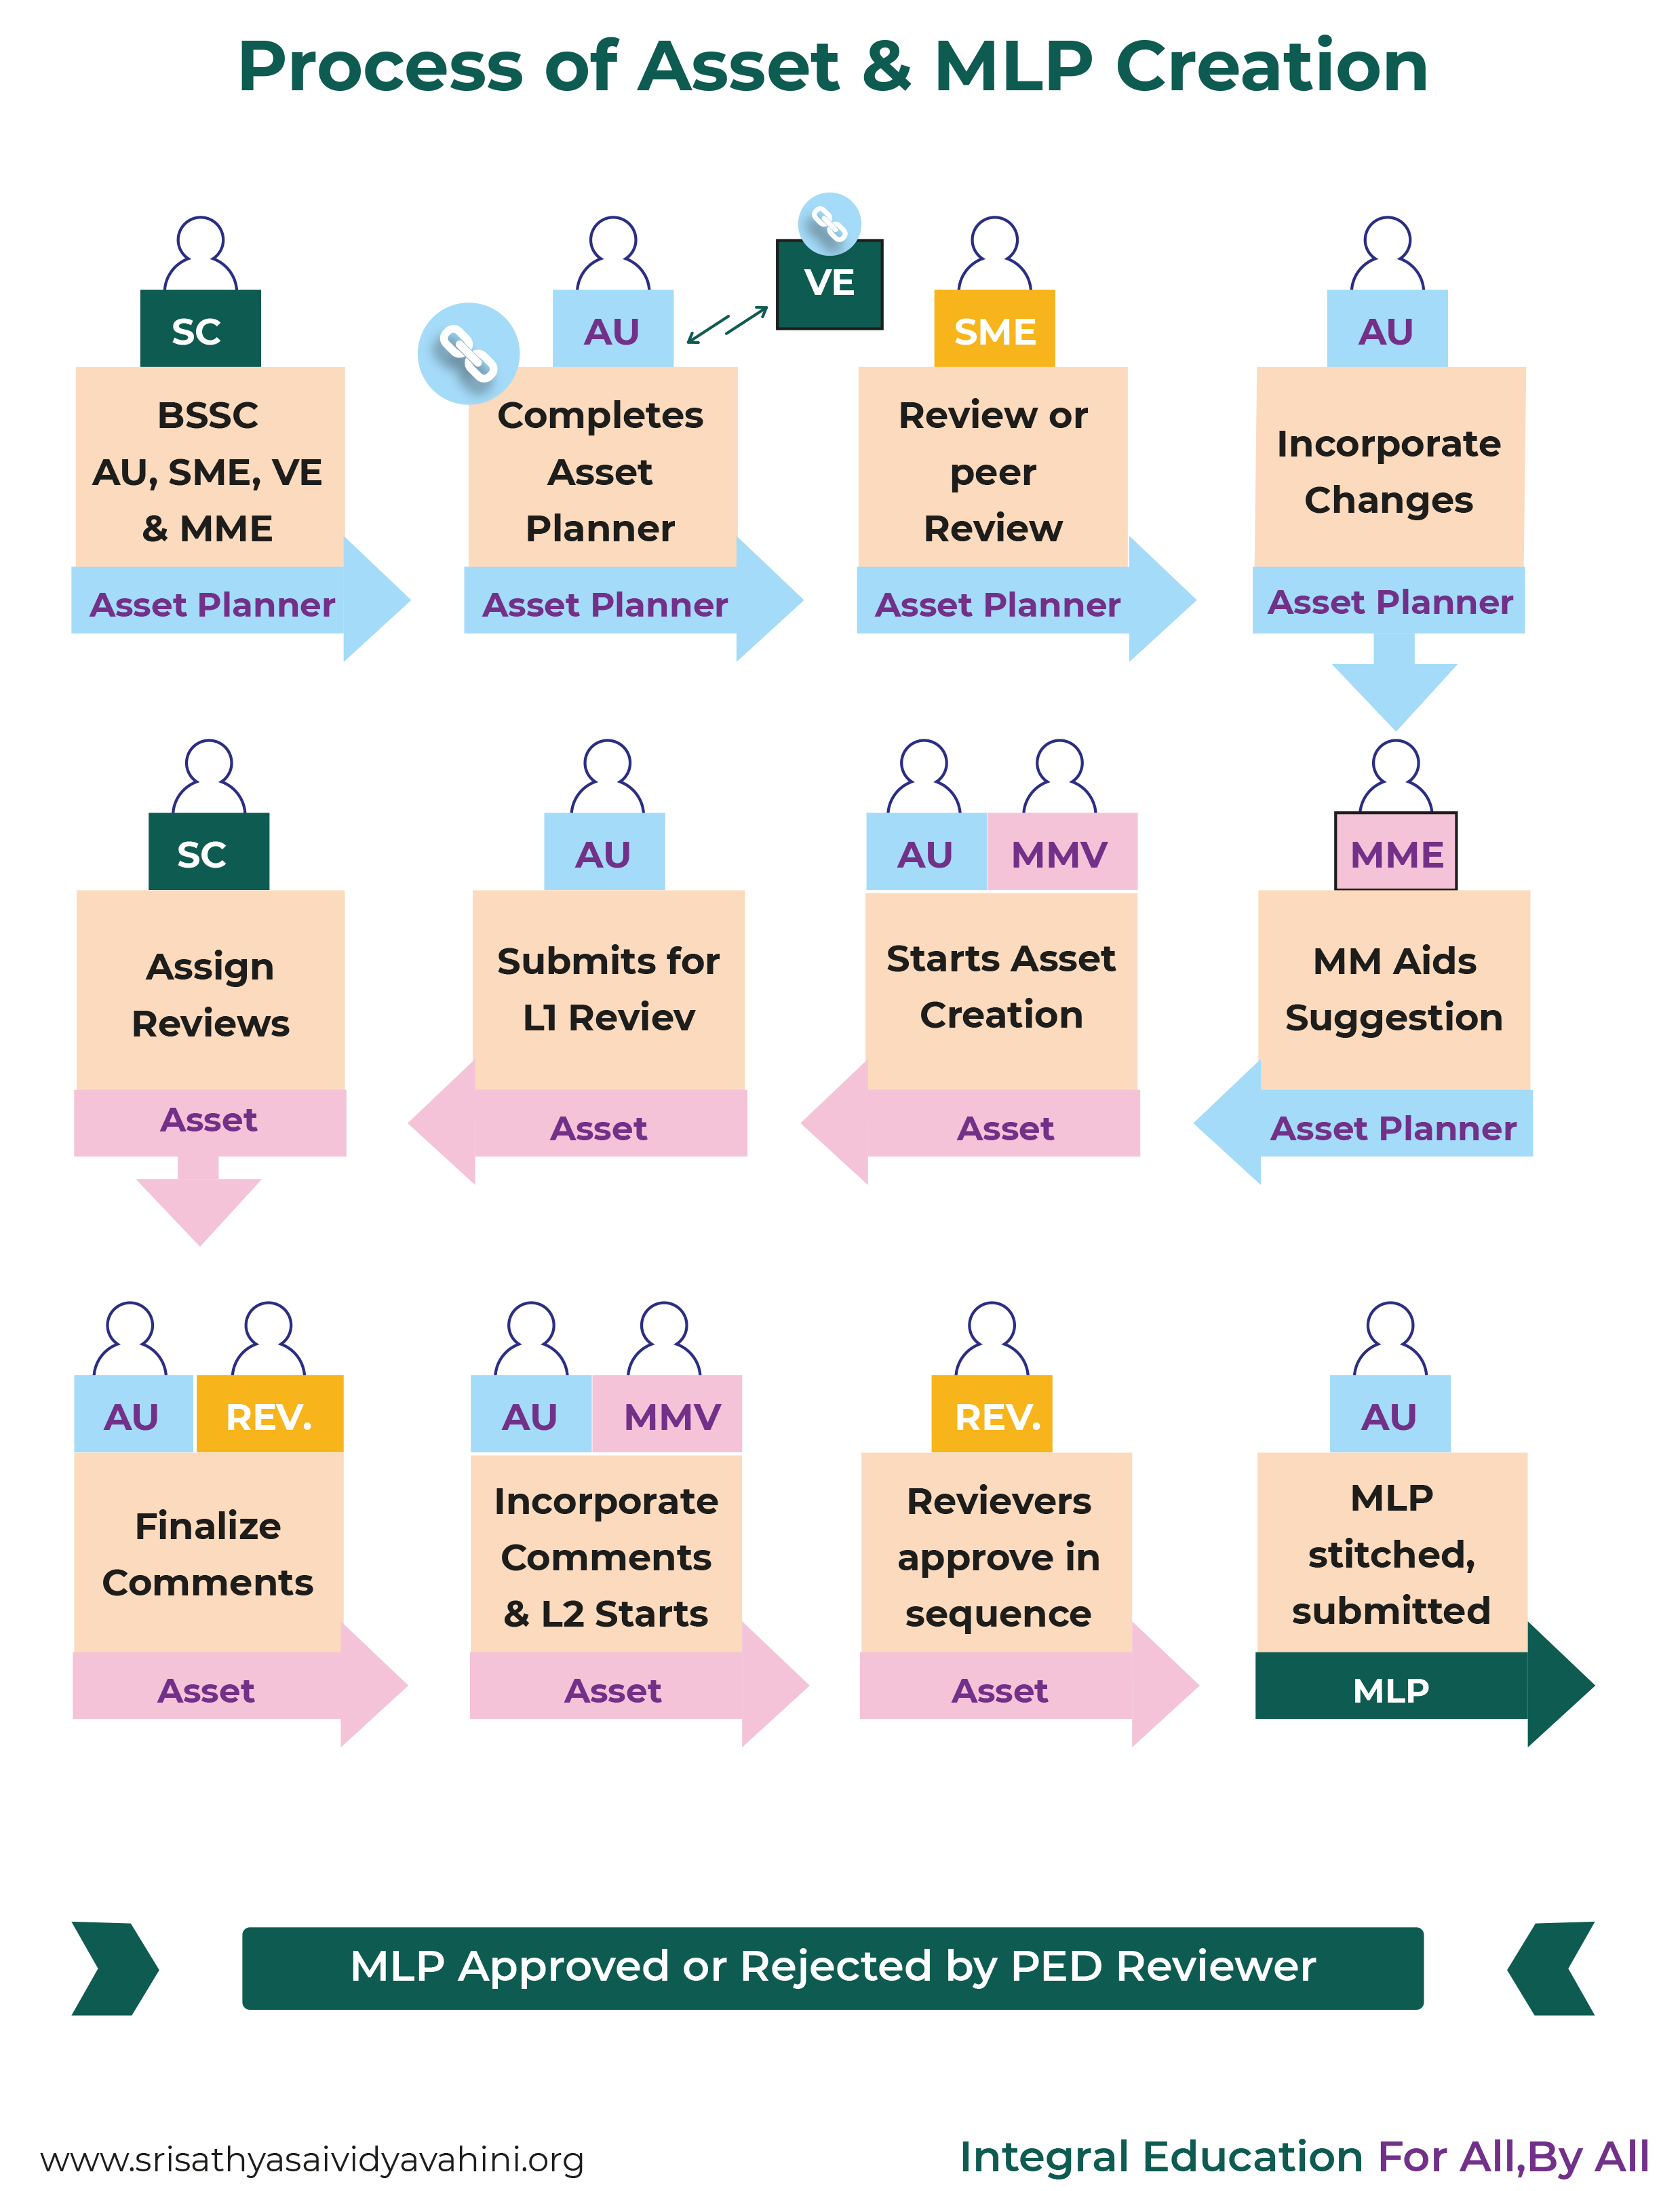 Process of Asset & MLP Creation
SC
BSSC
AU, SME, VE
& MME
Asset Planner
AU
Completes
Asset
Planner
Asset Planner
VE
SME
Review or
peer
Review
Asset Planner
AU
Incorporate
Changes
Asset Planner
MME
MM Aids
Suggestion
Asset Planner
AU
MMV
Starts Asset
Creation
Asset
AU
Submits for
L1 Reviev
Asset
SC
Assign
Reviews
Asset
AU
REV.
Finalize
Comments
Asset
AU
MMV
Incorporate
Comments
& L2 Starts
Asset
REV.
Revievers
approve in
sequence
Asset
AU
MLP
stitched,
submitted
MLP
MLP Approved or Rejected by PED Reviewer
www.srisathyasaividyavahini.org
Integral Education For All,By All